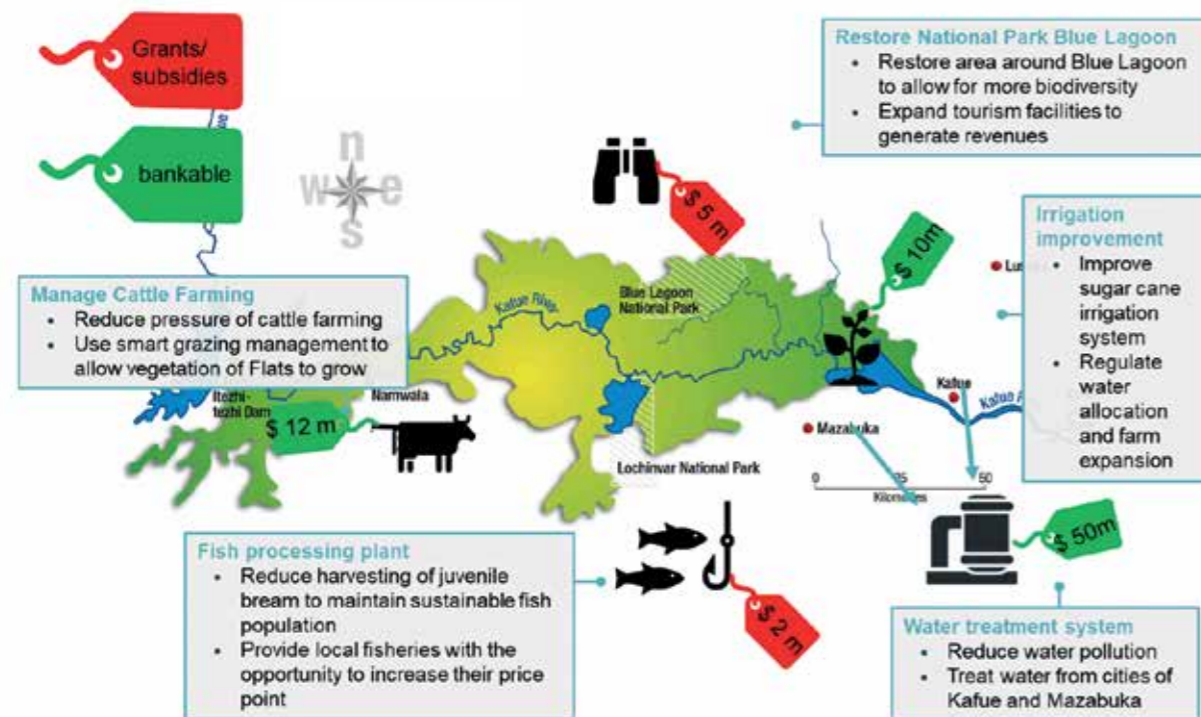 Grants/
subsidies
bankable
n
w e
s
Restore National Park Blue Lagoon
• Restore area around Blue Lagoon
to allow for more biodiversity
• Expand tourism facilities to
generate revenues
$ 5 m
$ 10m
Irrigation
improvement
• Improve
sugar cane
irrigation
system
• Regulate
water
allocation
and farm
expansion
Manage Cattle Farming
• Reduce pressure of cattle farming
• Use smart grazing management to
allow vegetation of Flats to grow
Kafue River
Blue Lagoon
National Park
Itezhi-
tezhi Dam
Namwala
$ 12 m
Kafue
Kafue
Mazabuka
Lochinvar National Park
0 25 50
Kilometres
Fish processing plant
• Reduce harvesting of juvenile
bream to maintain sustainable fish
population
• Provide local fisheries with the
opportunity to increase their price
point
$ 2 m
$ 50m
Water treatment system
• Reduce water pollution
• Treat water from cities of
Kafue and Mazabuka